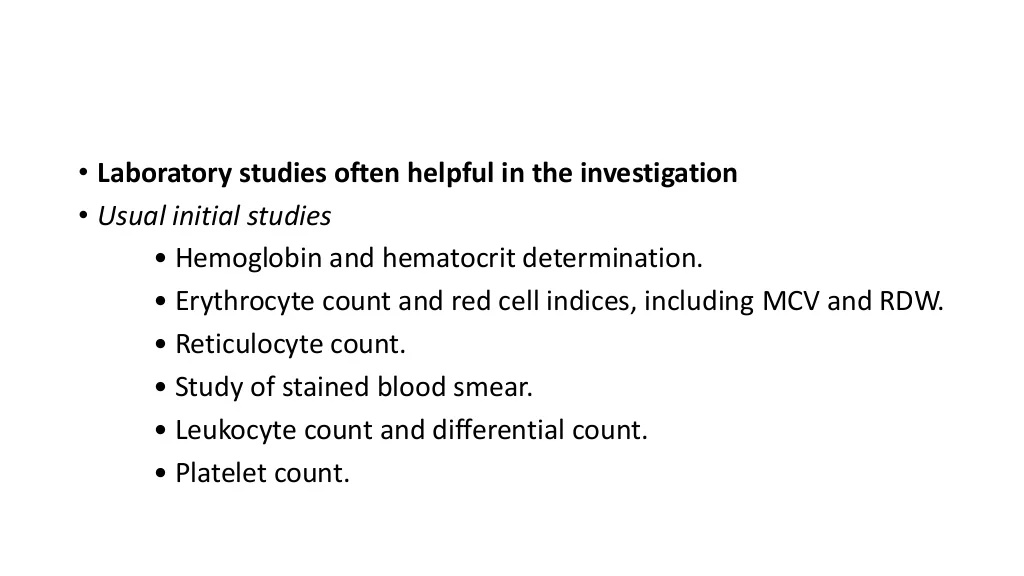 • Laboratory studies often helpful in the investigation
• Usual initial studies
• Hemoglobin and hematocrit determination.
• Erythrocyte count and red cell indices, including MCV and RDW.
• Reticulocyte count.
• Study of stained blood smear.
• Leukocyte count and differential count.
• Platelet count.